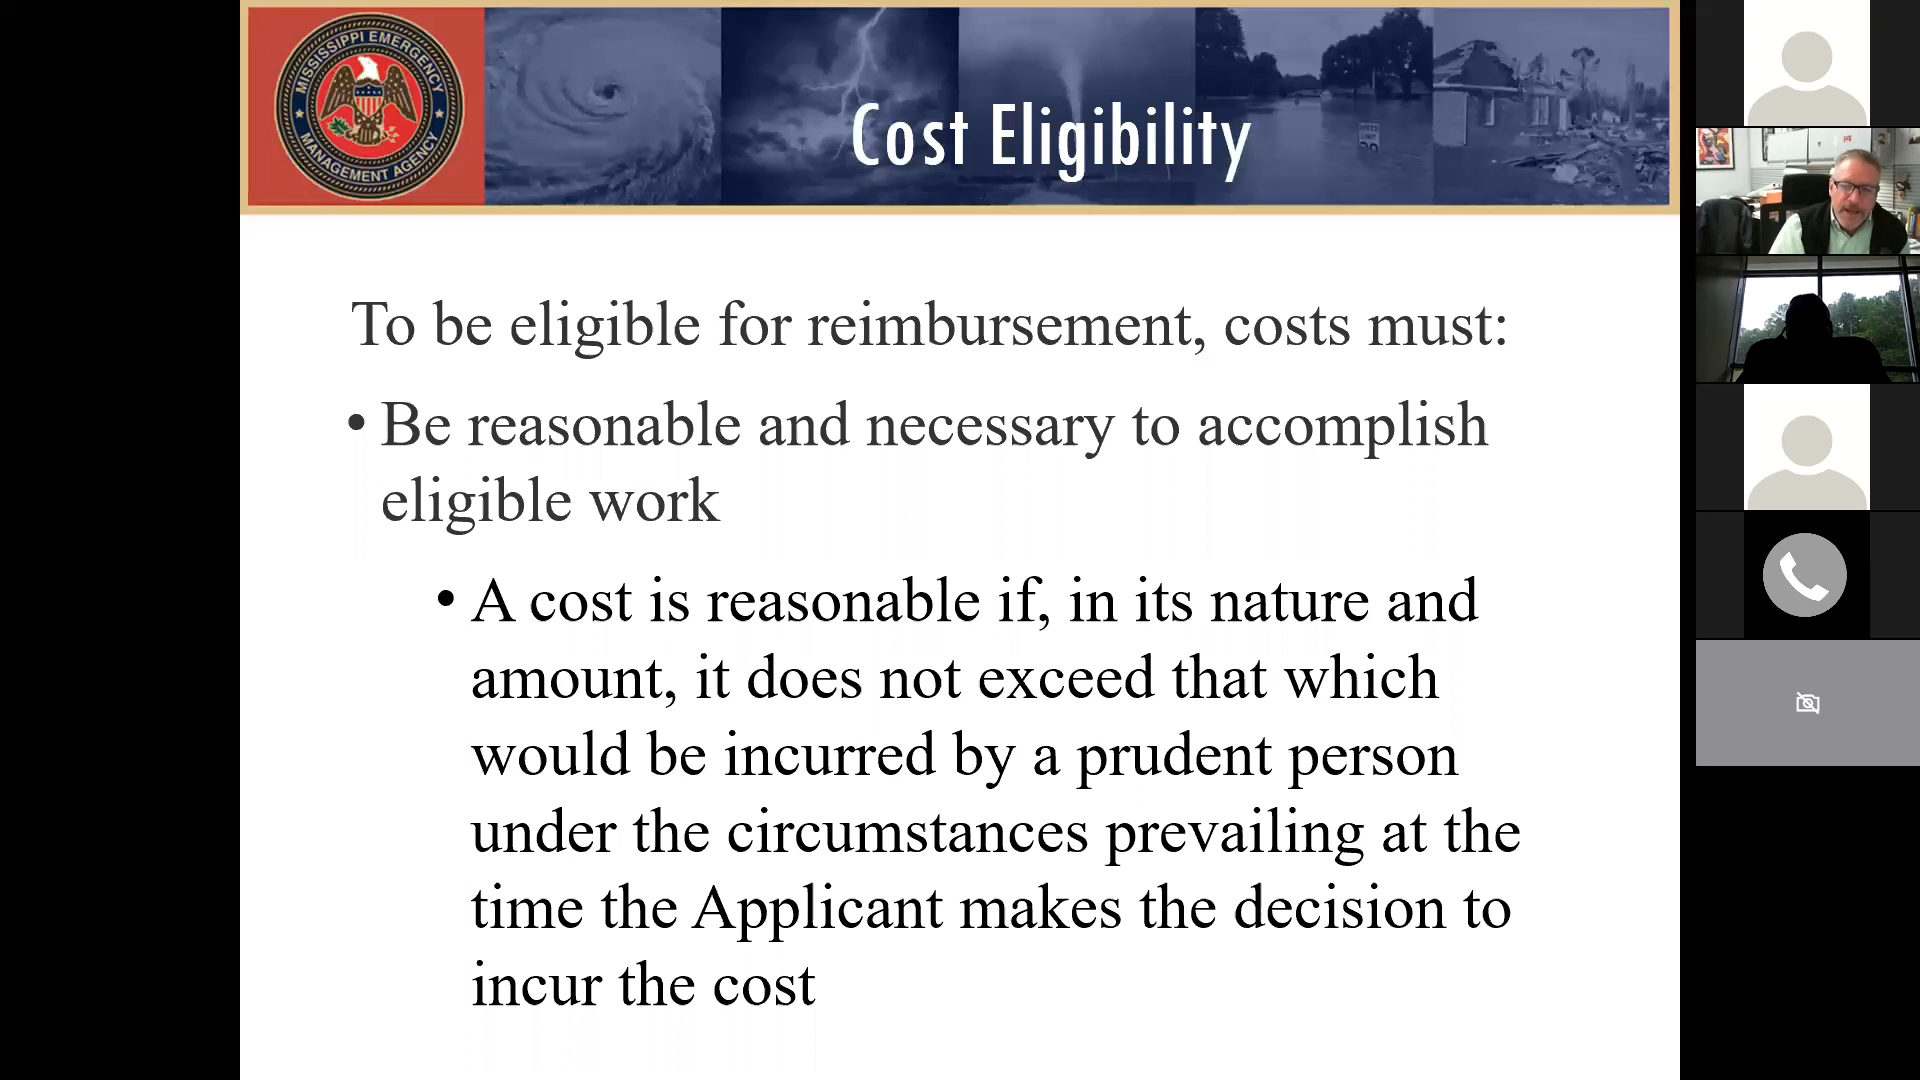 MISSISSIPPI EMERGENCY
MANAGEMENT AGENCY
Cost Eligibility
SPEED
LIMIT
To be eligible for reimbursement, costs must:
• Be reasonable and necessary to accomplish
eligible work
• A cost is reasonable if, in its nature and
amount, it does not exceed that which
would be incurred by a prudent person
under the circumstances prevailing at the
time the Applicant makes the decision to
incur the cost